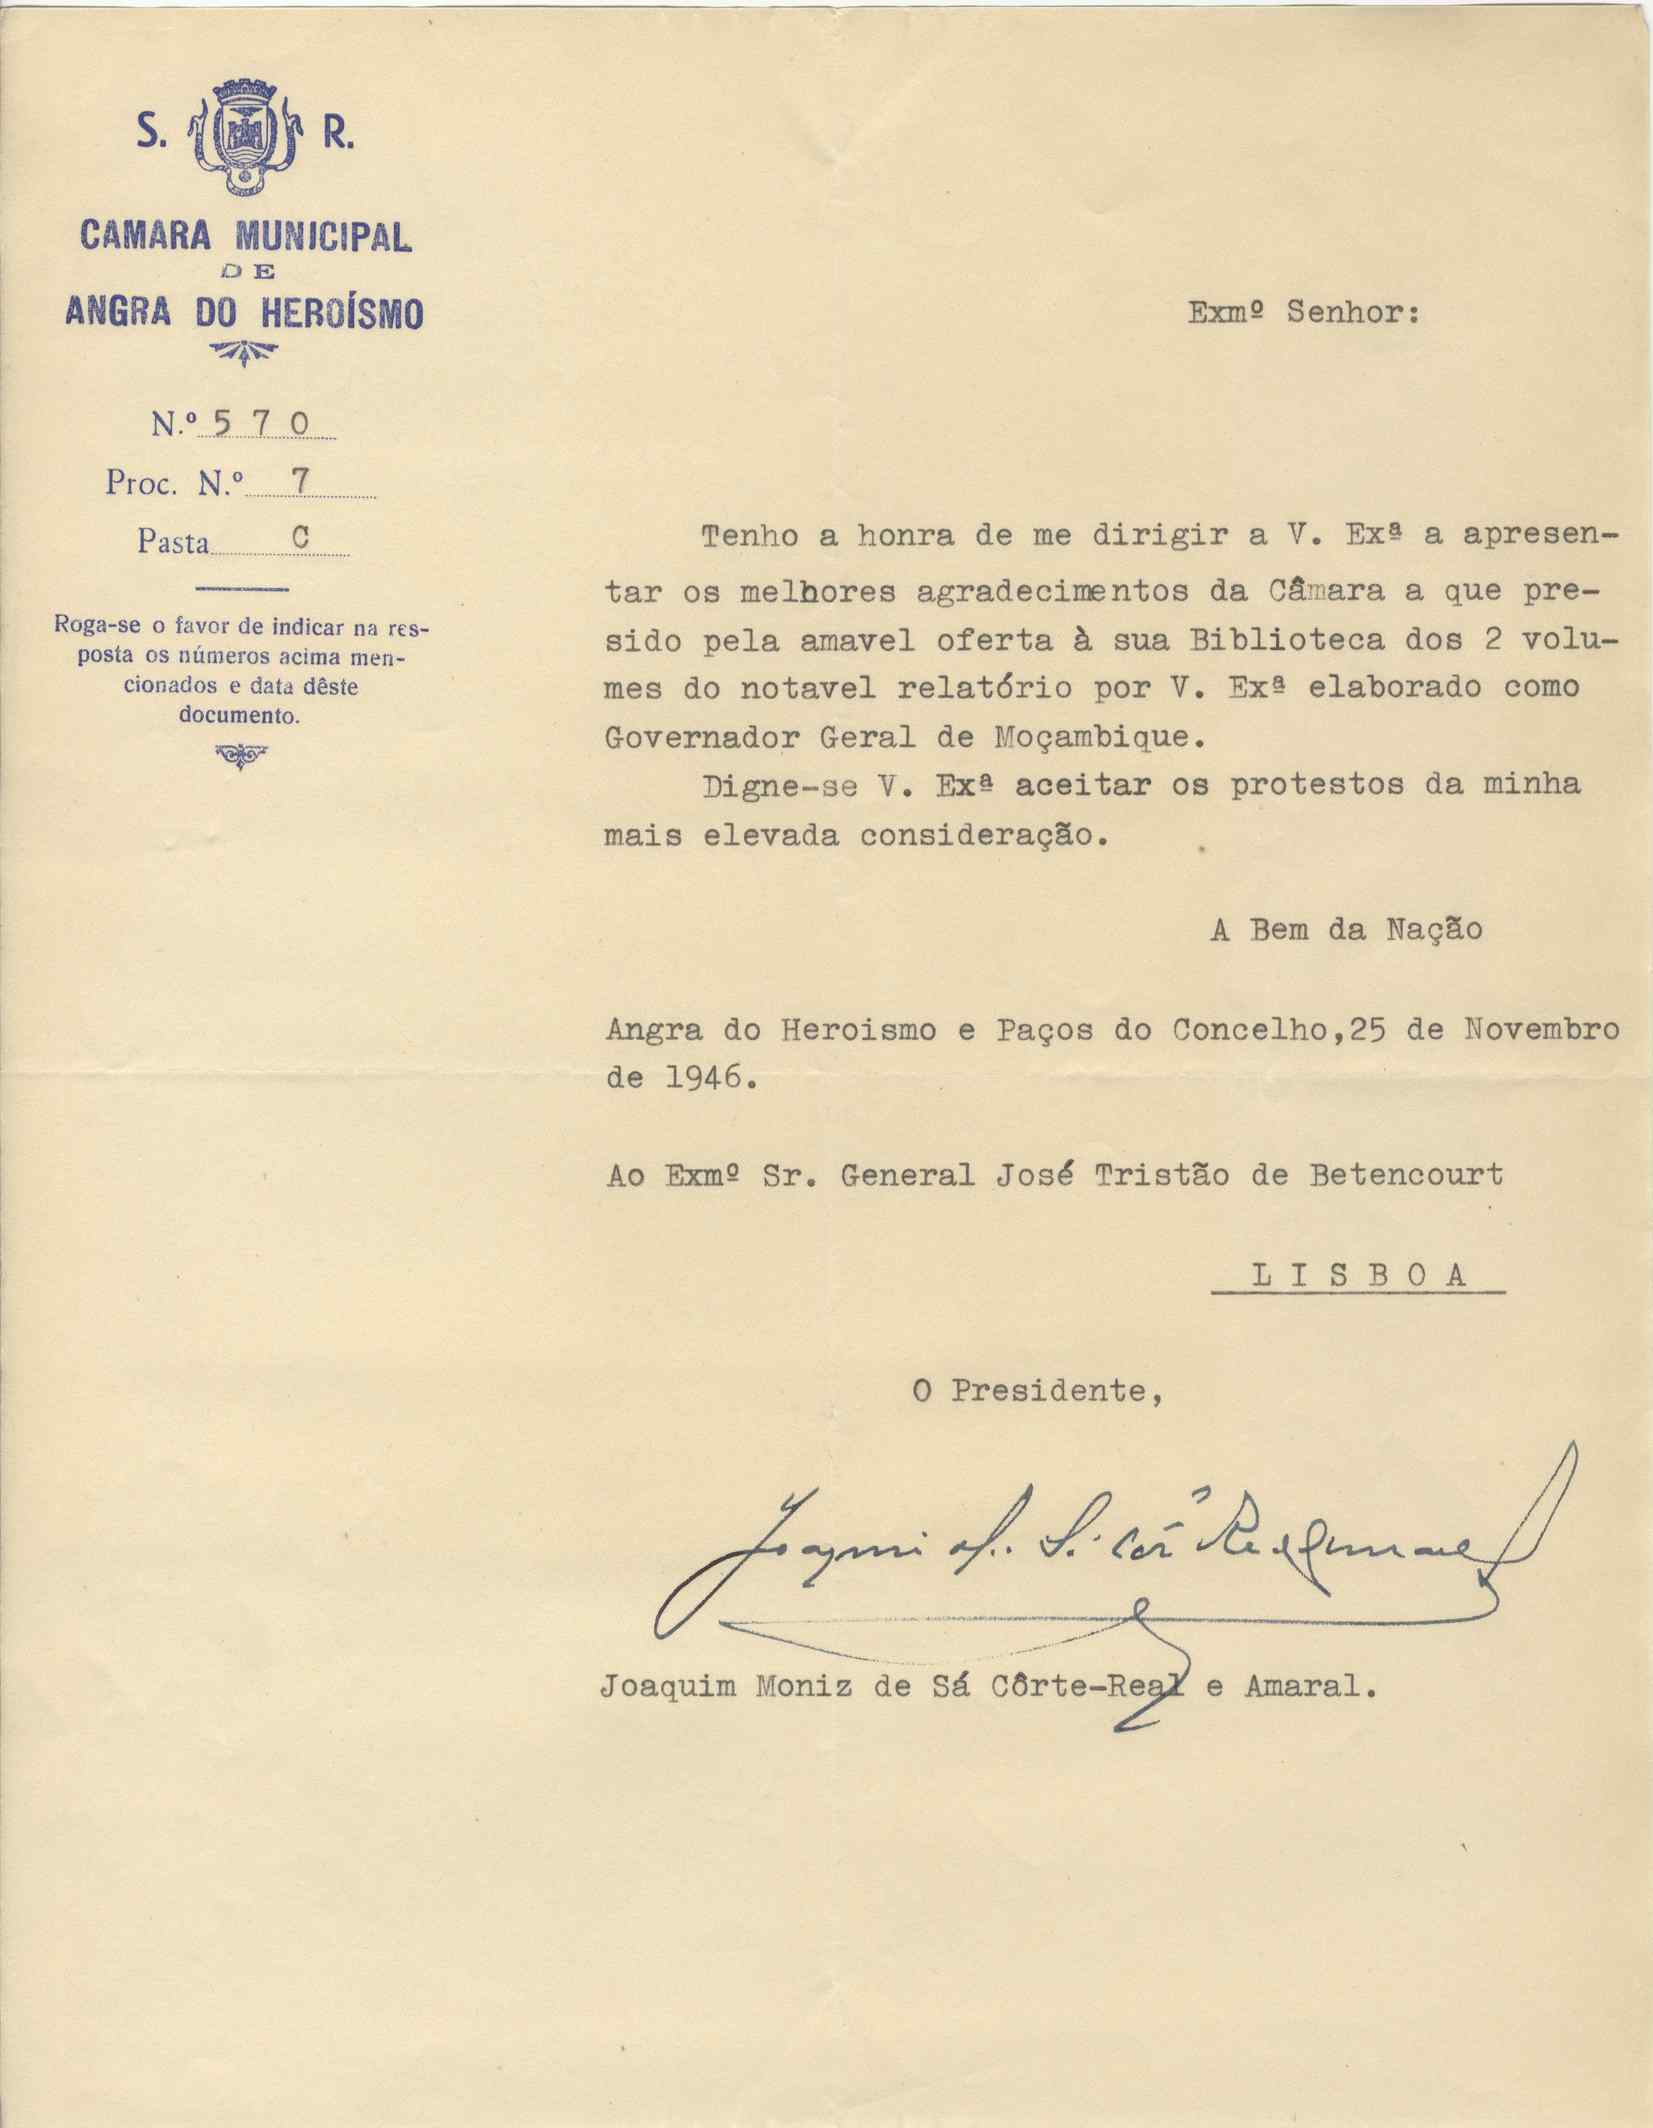 S. R.
CAMARA MUNICIPAL
DE
ANGRA DO HEROÍSMO
N.º 5 7 0
Proc. N.º 7
Pasta C
Roga-se o favor de indicar na res-
posta os números acima men-
cionados e data dêste
documento.
Exmº Senhor:
Tenho a honra de me dirigir a V. Exª a apresen-
tar os melhores agradecimentos da Câmara a que pre-
sido pela amavel oferta à sua Biblioteca dos 2 volu-
mes do notavel relatório por V. Exª elaborado como
Governador Geral de Moçambique.
Digne-se V. Exª aceitar os protestos da minha
mais elevada consideração.
A Bem da Nação
Angra do Heroismo e Paços do Concelho,25 de Novembro
de 1946.
Ao Exmº Sr. General José Tristão de Betencourt
L I S B O A
O Presidente,
Joaquim Moniz de Sá Côrte-Real e Amaral.